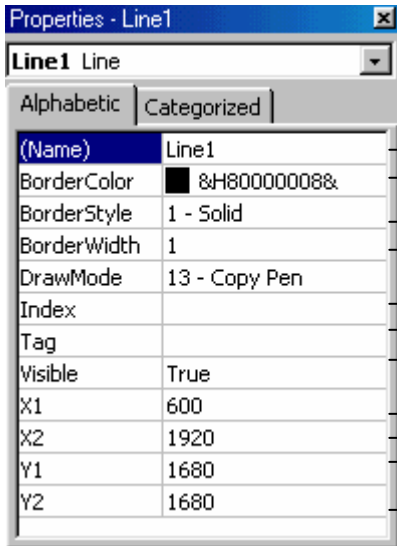 Properties - Line1
Line1 Line
Alphabetic Categorized
(Name) Line1
BorderColor &H80000008&
BorderStyle 1 - Solid
BorderWidth 1
DrawMode 13 - Copy Pen
Index
Tag
Visible True
X1 600
X2 1920
Y1 1680
Y2 1680